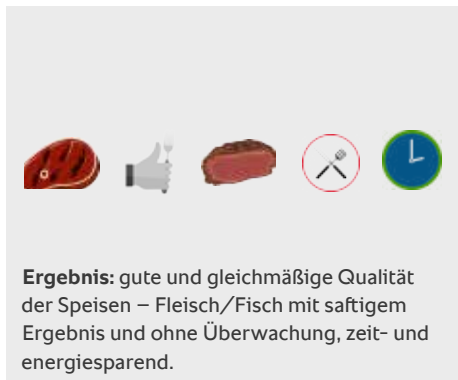 Ergebnis: gute und gleichmäßige Qualität
der Speisen – Fleisch/Fisch mit saftigem
Ergebnis und ohne Überwachung, zeit- und
energiesparend.